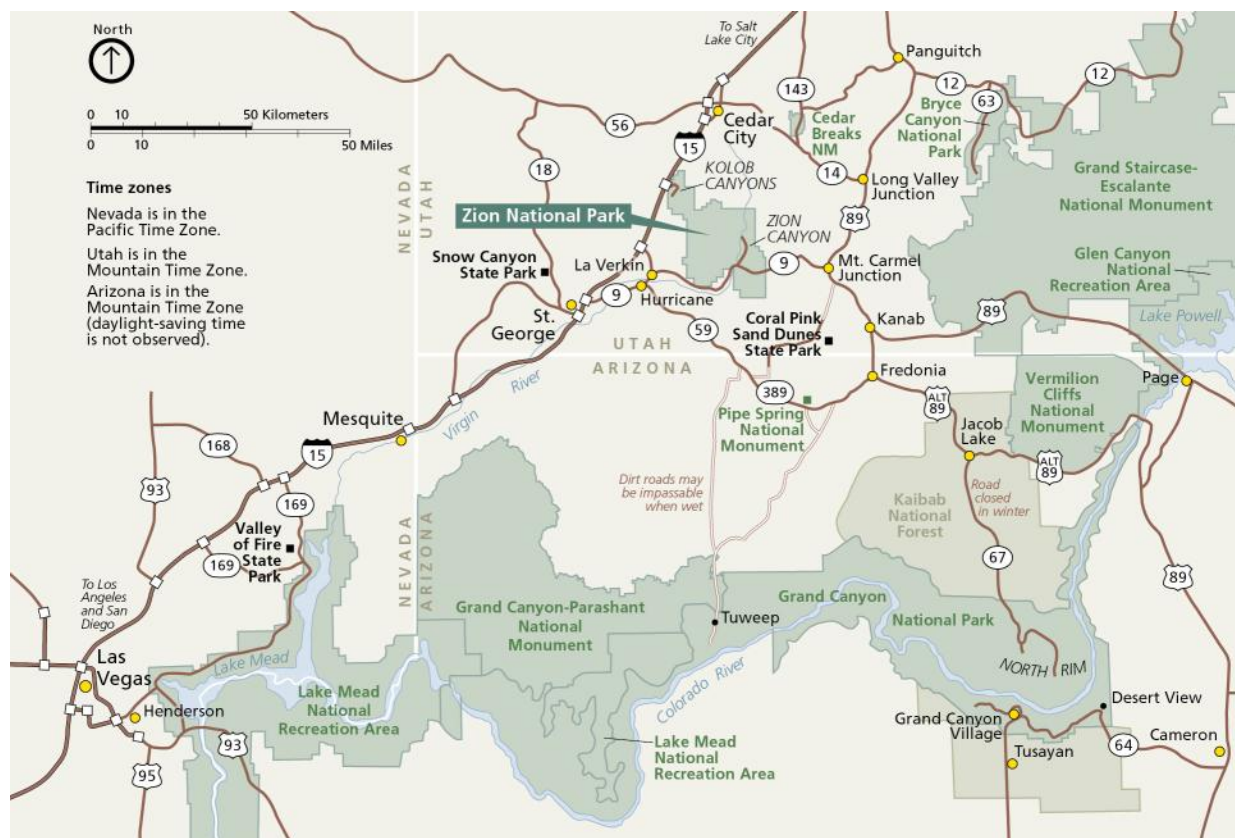 North
0 10 50 Kilometers
0 10 50 Miles
Time zones
Nevada is in the
Pacific Time Zone.
Utah is in the
Mountain Time Zone.
Arizona is in the
Mountain Time Zone
(daylight-saving time
is not observed).
To Salt
Lake City
Panguitch
12
12
143
63
Bryce
Canyon
National
Park
56
Cedar
City
Cedar
Breaks
NM
15
18
KOLOB
CANYONS
14
Long Valley
Junction
Grand Staircase-
Escalante
National Monument
NEVADA
UTAH
Zion National Park
89
ZION
CANYON
Snow Canyon
State Park
La Verkin
9
Mt. Carmel
Junction
Glen Canyon
National
Recreation Area
9
Hurricane
St.
George
59
Coral Pink
Sand Dunes
State Park
Kanab
89
Lake Powell
UTAH
ARIZONA
Fredonia
Page
Virgin River
389
ALT
89
Vermilion
Cliffs
National
Monument
Mesquite
Pipe Spring
National
Monument
Jacob
Lake
168
15
ALT
89
93
169
Dirt roads may
be impassable
when wet
Road
closed
in winter
Kaibab
National
Forest
Valley
of Fire
State
Park
169
NEVADA
ARIZONA
67
89
To Los
Angeles
and San
Diego
Grand Canyon-Parashant
National
Monument
Tuweep
Grand Canyon
National Park
Las
Vegas
Lake Mead
NORTH RIM
Henderson
Lake Mead
National
Recreation Area
Colorado River
Desert View
Grand Canyon
Village
93
64
Cameron
95
Lake Mead
National
Recreation Area
Tusayan